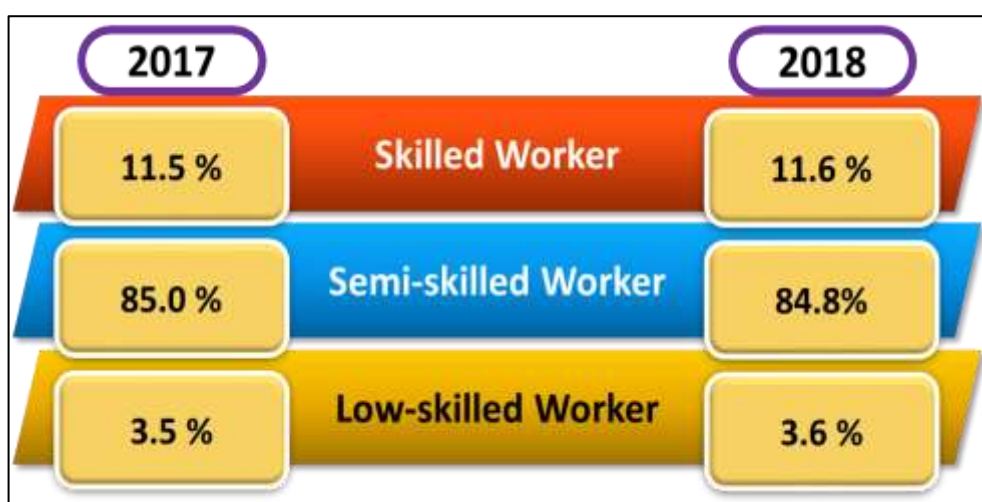 2017 2018
11.5 % Skilled Worker 11.6 %
85.0 % Semi-skilled Worker 84.8%
3.5 % Low-skilled Worker 3.6 %